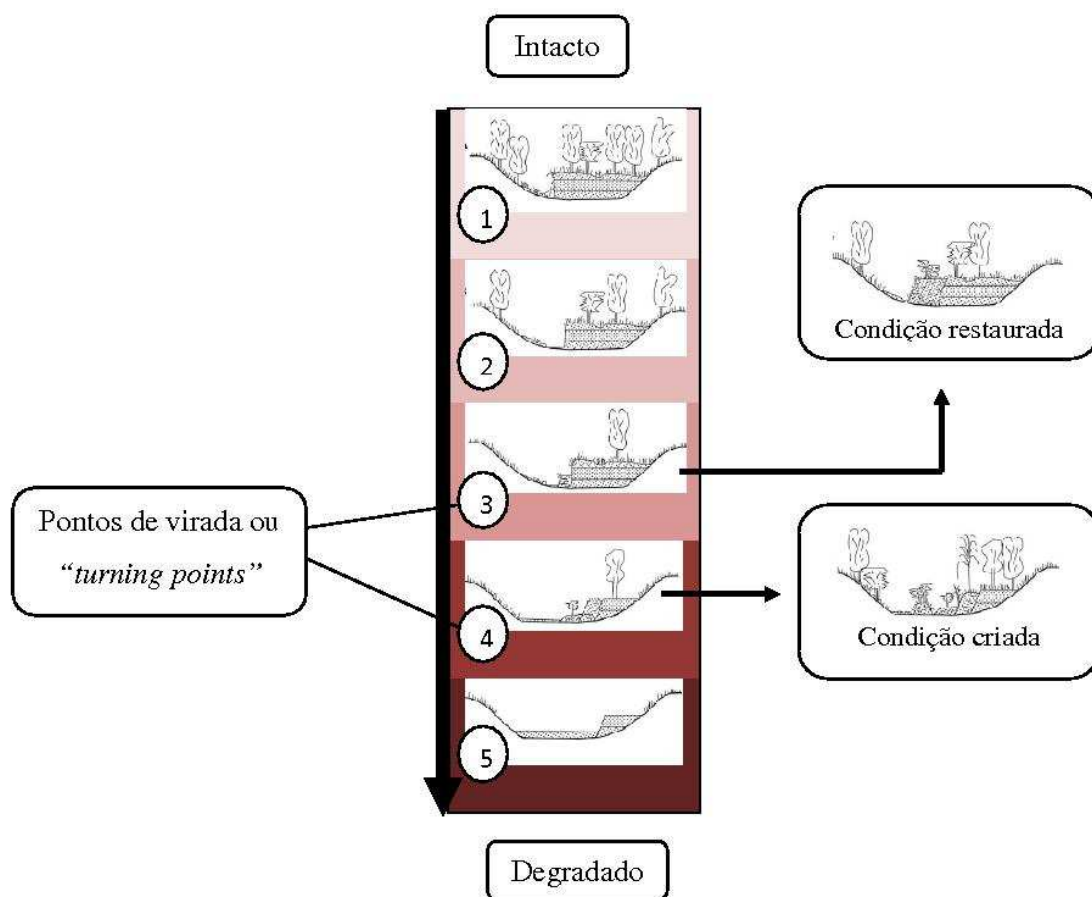 Intacto
1
2
3
4
5
Pontos de virada ou
“turning points”
Condição restaurada
Condição criada
Degradado